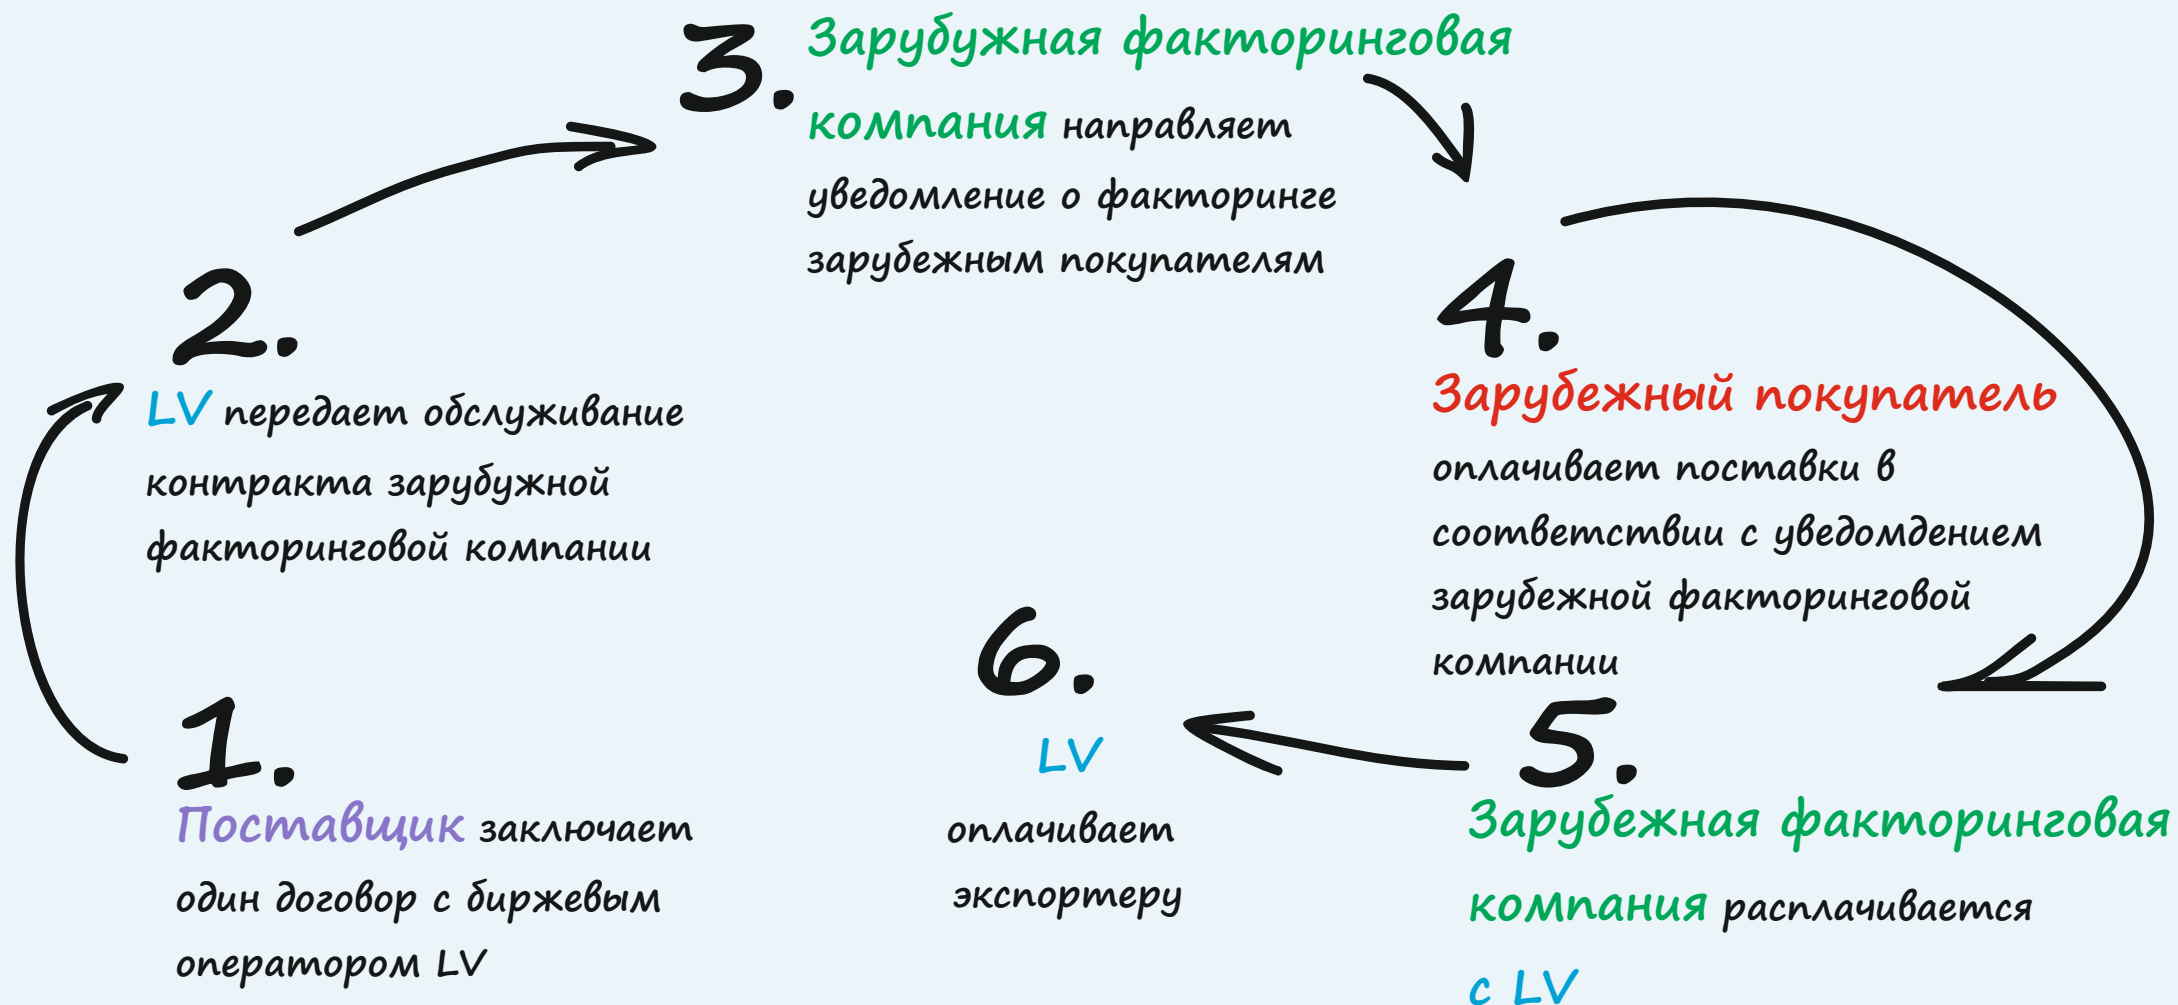 1.
Поставщик заключает
один договор с биржевым
оператором LV
2.
LV передает обслуживание
контракта зарубужной
факторинговой компании
3.
Зарубужная факторинговая
компания направляет
уведомление о факторинге
зарубежным покупателям
4.
Зарубежный покупатель
оплачивает поставки в
соответствии с уведомдением
зарубежной факторинговой
компании
5.
Зарубежная факторинговая
компания расплачивается
с LV
6.
LV
оплачивает
экспортеру